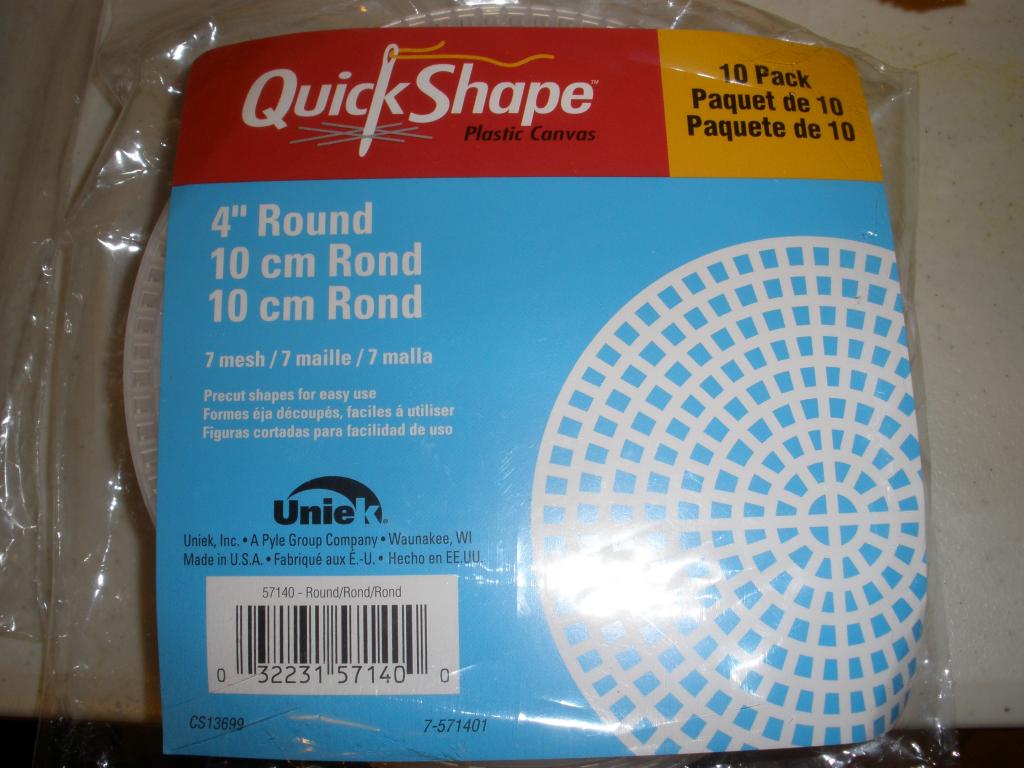 QuickShape™
Plastic Canvas
10 Pack
Paquet de 10
Paquete de 10
4" Round
10 cm Rond
10 cm Rond
7 mesh / 7 maille / 7 malla
Precut shapes for easy use
Formes éja découpés, faciles á utiliser
Figuras cortadas para facilidad de uso
Uniek®
Uniek, Inc. • A Pyle Group Company • Waunakee, WI
Made in U.S.A. • Fabriqué aux É.-U. • Hecho en EE.UU.
57140 - Round/Rond/Rond
0 32231 57140 0
CS13699 7-571401